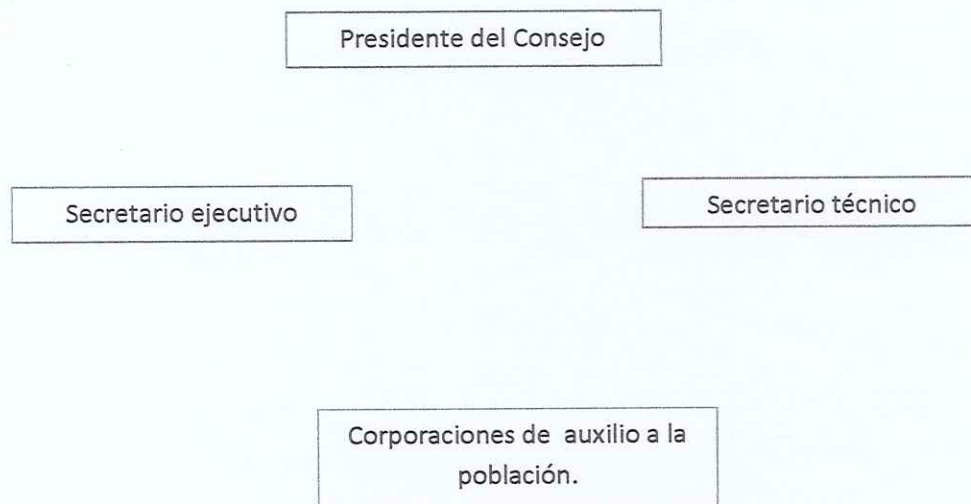 Presidente del Consejo
Secretario ejecutivo
Secretario técnico
Corporaciones de auxilio a la
población.